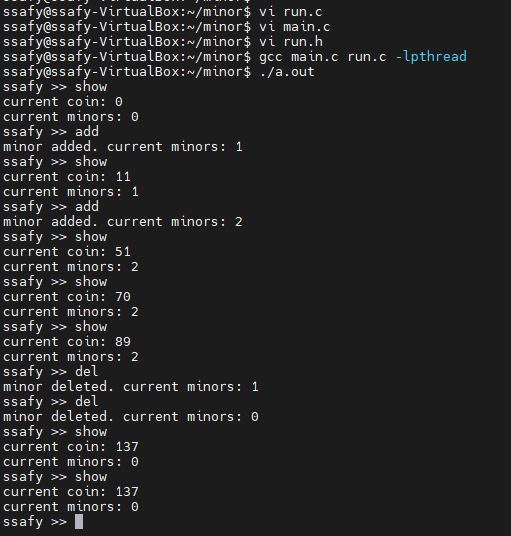 ssafy@ssafy-VirtualBox:~/minor$ vi run.c
ssafy@ssafy-VirtualBox:~/minor$ vi main.c
ssafy@ssafy-VirtualBox:~/minor$ vi run.h
ssafy@ssafy-VirtualBox:~/minor$ gcc main.c run.c -lpthread
ssafy@ssafy-VirtualBox:~/minor$ ./a.out
ssafy >> show
current coin: 0
current minors: 0
ssafy >> add
minor added. current minors: 1
ssafy >> show
current coin: 11
current minors: 1
ssafy >> add
minor added. current minors: 2
ssafy >> show
current coin: 51
current minors: 2
ssafy >> show
current coin: 70
current minors: 2
ssafy >> show
current coin: 89
current minors: 2
ssafy >> del
minor deleted. current minors: 1
ssafy >> del
minor deleted. current minors: 0
ssafy >> show
current coin: 137
current minors: 0
ssafy >> show
current coin: 137
current minors: 0
ssafy >>